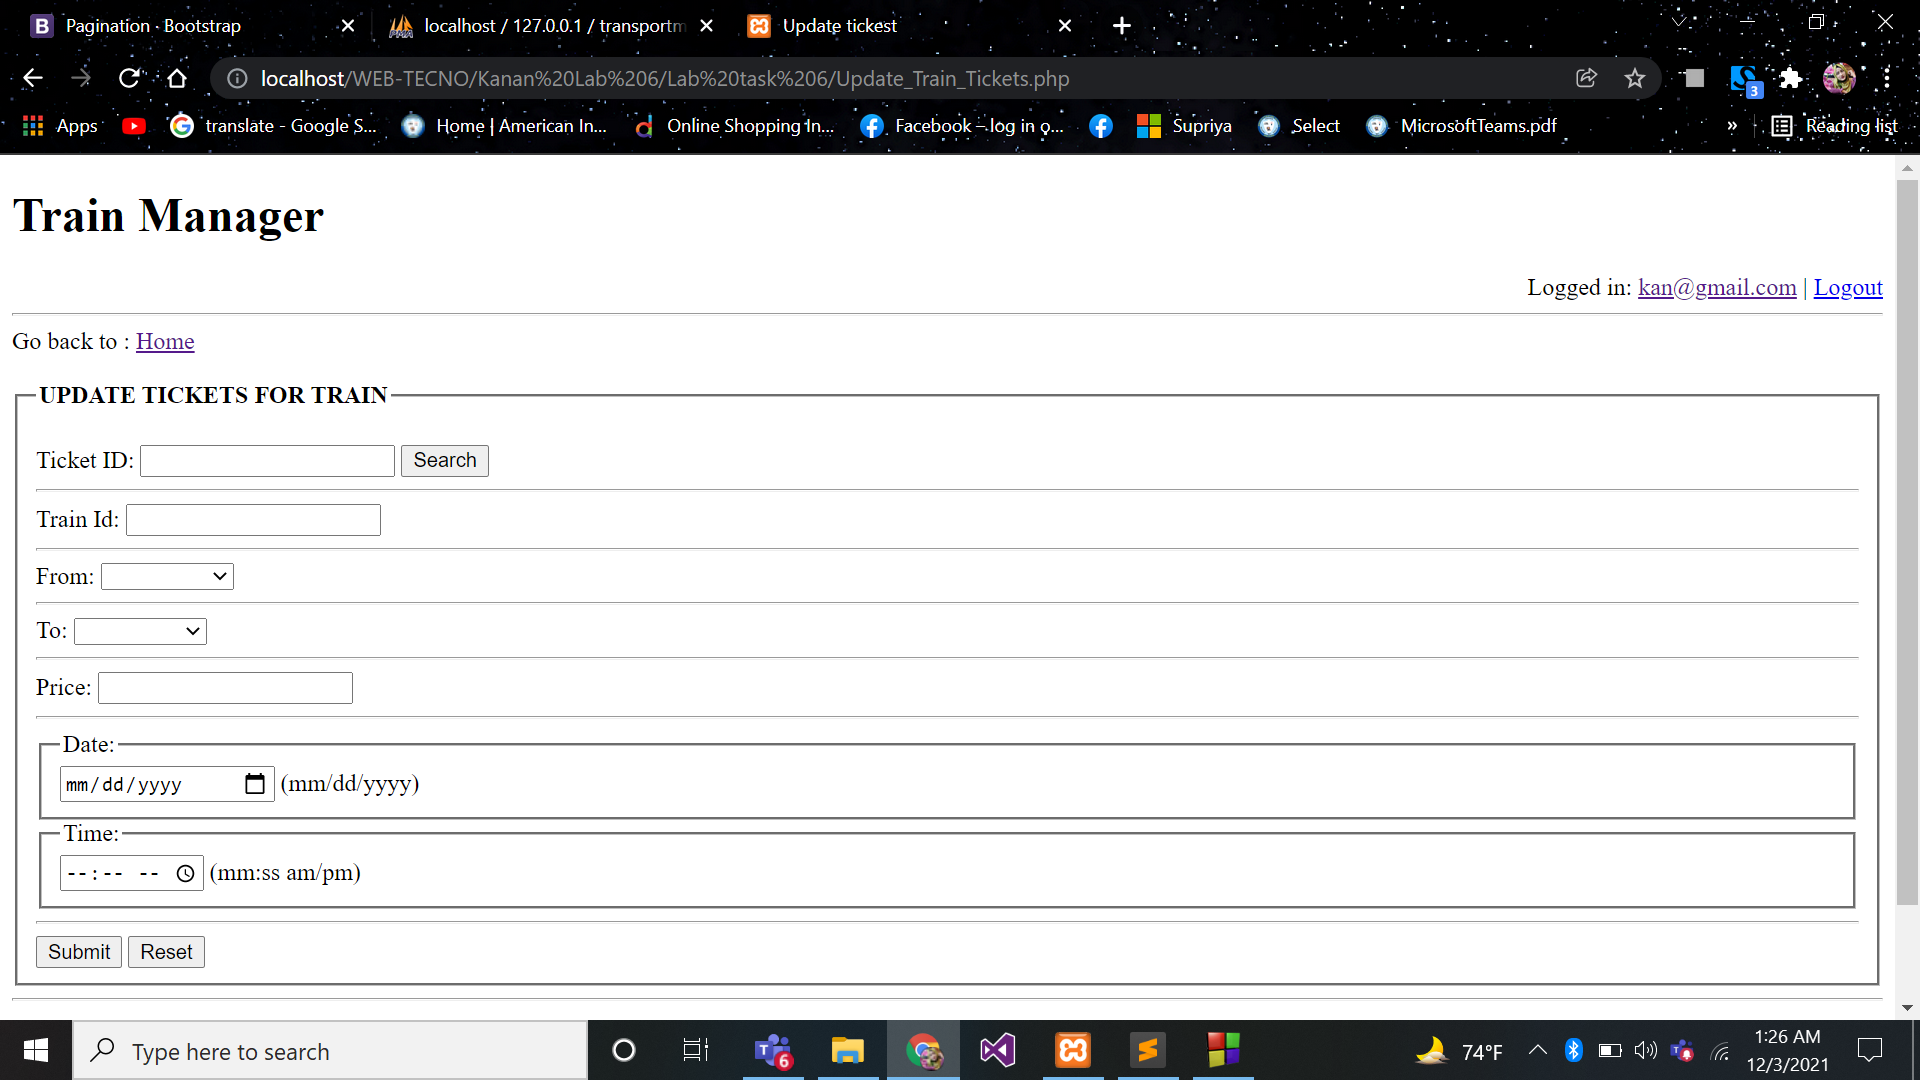 Pagination · Bootstrap
localhost / 127.0.0.1 / transportm
Update tickest
localhost/WEB-TECNO/Kanan%20Lab%206/Lab%20task%206/Update_Train_Tickets.php
3
Apps
translate - Google S...
Home | American In...
Online Shopping In...
Facebook – log in o...
Supriya
Select
MicrosoftTeams.pdf
»
Reading list
Train Manager
Logged in: kan@gmail.com | Logout
Go back to : Home
UPDATE TICKETS FOR TRAIN
Ticket ID: Search
Train Id:
From:
To:
Price:
Date:
mm/dd/yyyy (mm/dd/yyyy)
Time:
--:-- -- (mm:ss am/pm)
Submit Reset
Type here to search
6
74°F
1:26 AM
12/3/2021